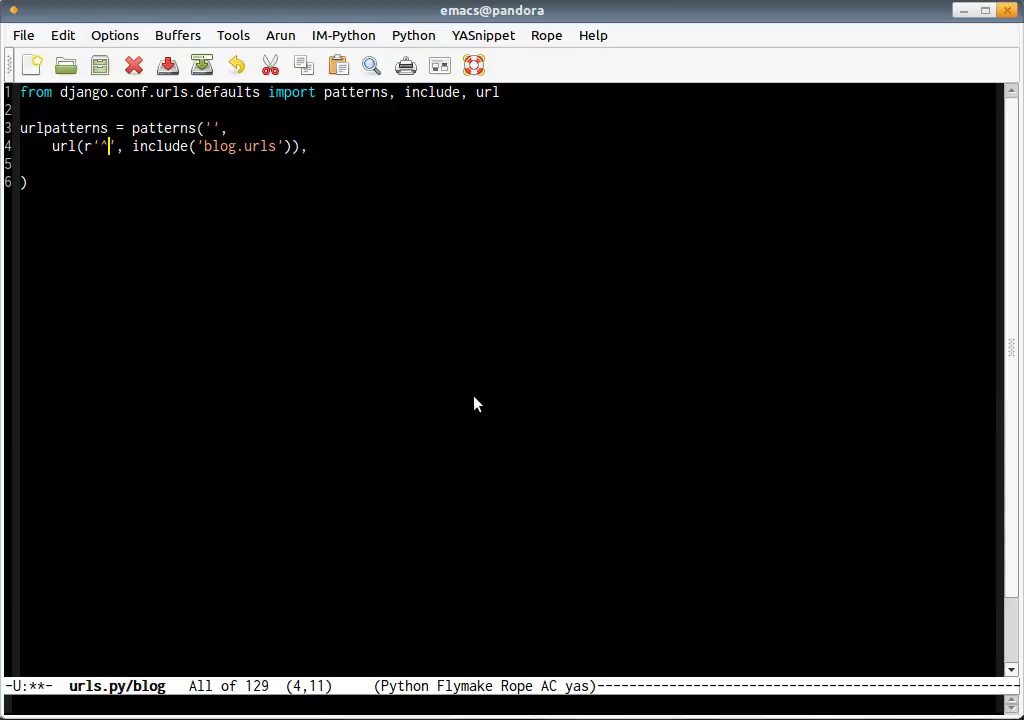 emacs@pandora
File Edit Options Buffers Tools Arun IM-Python Python YASnippet Rope Help
1 from django.conf.urls.defaults import patterns, include, url
2
3 urlpatterns = patterns('',
4     url(r'^', include('blog.urls')),
5
6 )
-U:**-  urls.py/blog   All of 129  (4,11)     (Python Flymake Rope AC yas)-----------------------------------------------------